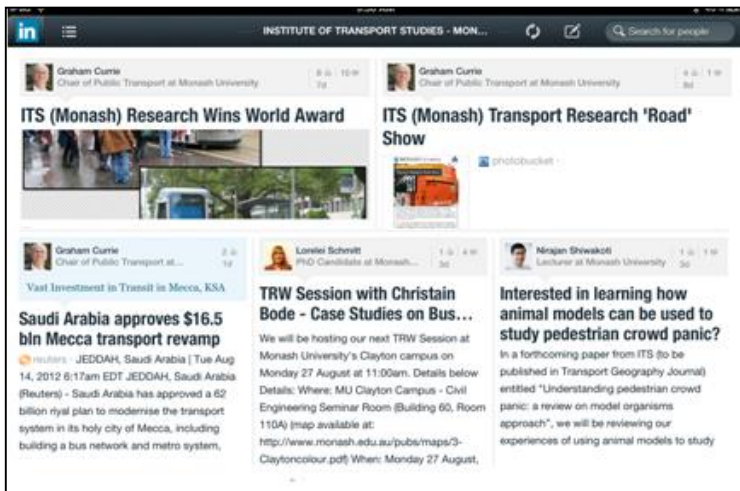 in
INSTITUTE OF TRANSPORT STUDIES - MON...
Search for people
Graham Currie
Chair of Public Transport at Monash University
7d
ITS (Monash) Research Wins World Award
Graham Currie
Chair of Public Transport at Monash University
8d
ITS (Monash) Transport Research 'Road'
Show
photobucket ·
Graham Currie
Chair of Public Transport at...
1d
Vast Investment in Transit in Mecca, KSA
Saudi Arabia approves $16.5
bln Mecca transport revamp
reuters · JEDDAH, Saudi Arabia | Tue Aug
14, 2012 6:17am EDT JEDDAH, Saudi Arabia
(Reuters) - Saudi Arabia has approved a 62
billion riyal plan to modernise the transport
system in its holy city of Mecca, including
building a bus network and metro system,
Lorelei Schmitt
PhD Candidate at Monash...
3d
TRW Session with Christain
Bode - Case Studies on Bus...
We will be hosting our next TRW Session at
Monash University's Clayton campus on
Monday 27 August at 11:00am. Details below
Details: Where: MU Clayton Campus - Civil
Engineering Seminar Room (Building 60, Room
110A) (map available at:
http://www.monash.edu.au/pubs/maps/3-
Claytoncolour.pdf) When: Monday 27 August,
Nirajan Shiwakoti
Lecturer at Monash University
3d
Interested in learning how
animal models can be used to
study pedestrian crowd panic?
In a forthcoming paper from ITS (to be
published in Transport Geography Journal)
entitled "Understanding pedestrian crowd
panic: a review on model organisms
approach", we will be reviewing our
experiences of using animal models to study